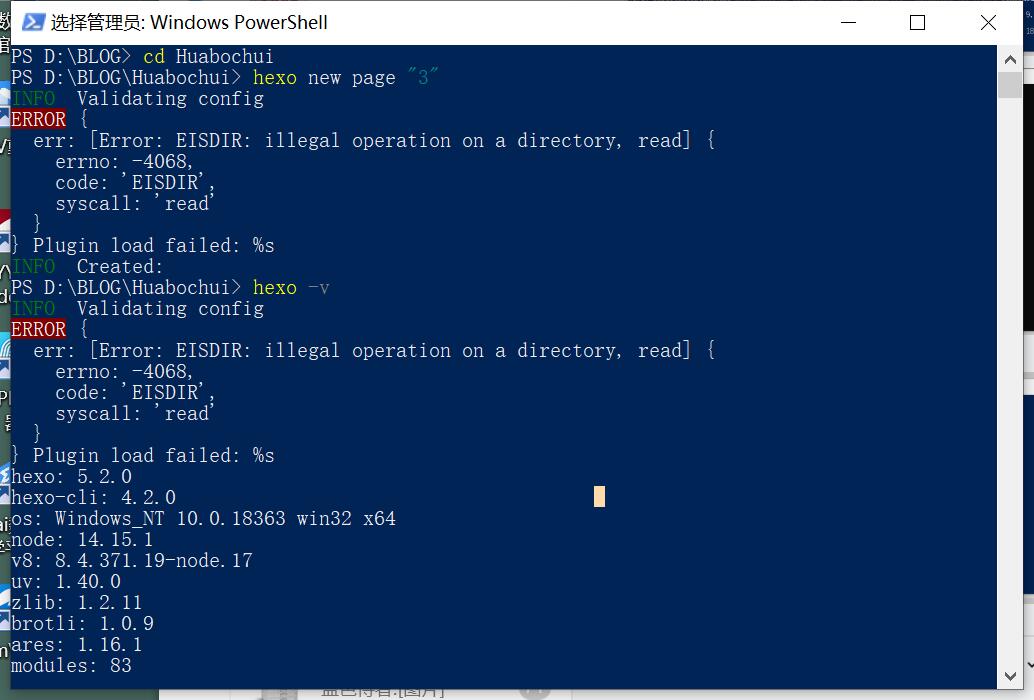 选择管理员: Windows PowerShell
PS D:\BLOG> cd Huabochui
PS D:\BLOG\Huabochui> hexo new page "3"
INFO  Validating config
ERROR {
  err: [Error: EISDIR: illegal operation on a directory, read] {
    errno: -4068,
    code: 'EISDIR',
    syscall: 'read'
  }
} Plugin load failed: %s
INFO  Created:
PS D:\BLOG\Huabochui> hexo -v
INFO  Validating config
ERROR {
  err: [Error: EISDIR: illegal operation on a directory, read] {
    errno: -4068,
    code: 'EISDIR',
    syscall: 'read'
  }
} Plugin load failed: %s
hexo: 5.2.0
hexo-cli: 4.2.0
os: Windows_NT 10.0.18363 win32 x64
node: 14.15.1
v8: 8.4.371.19-node.17
uv: 1.40.0
zlib: 1.2.11
brotli: 1.0.9
ares: 1.16.1
modules: 83